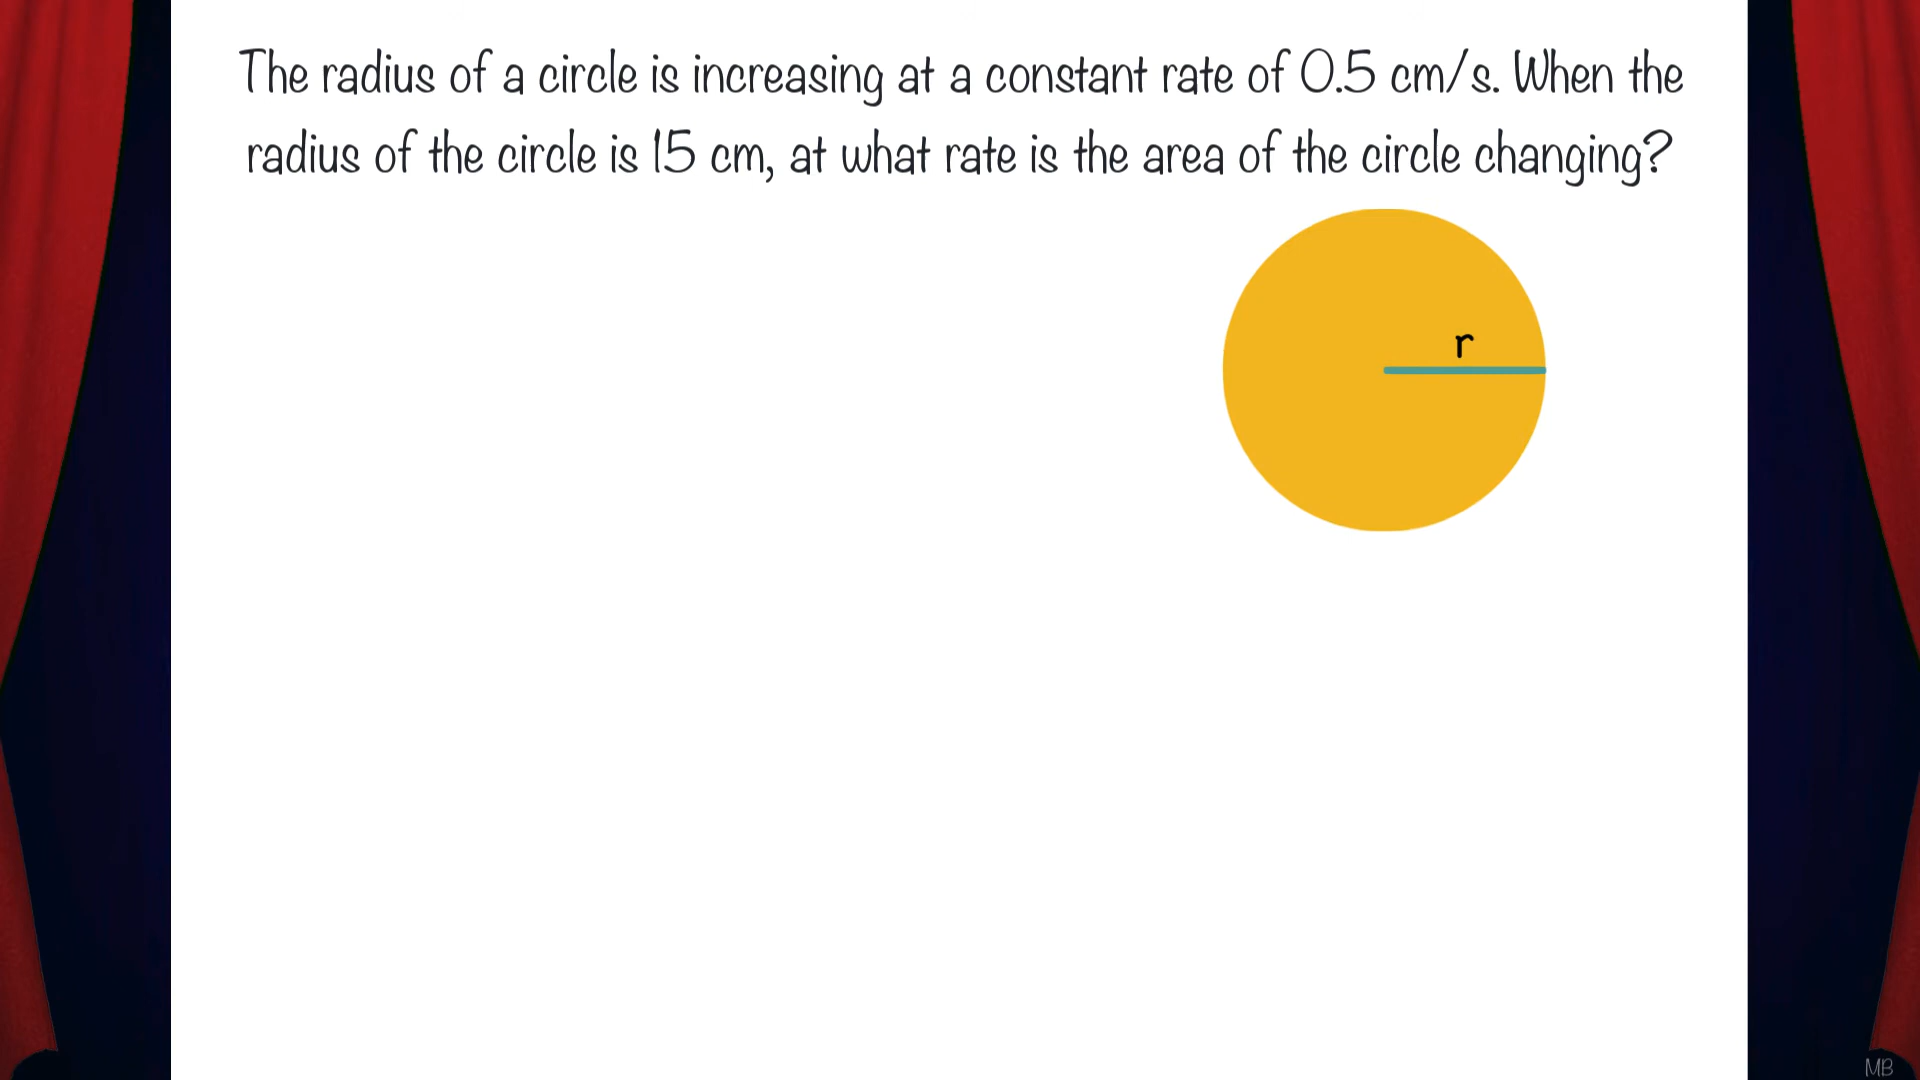 The radius of a circle is increasing at a constant rate of 0.5 cm/s. When the
radius of the circle is 15 cm, at what rate is the area of the circle changing?
r
MB